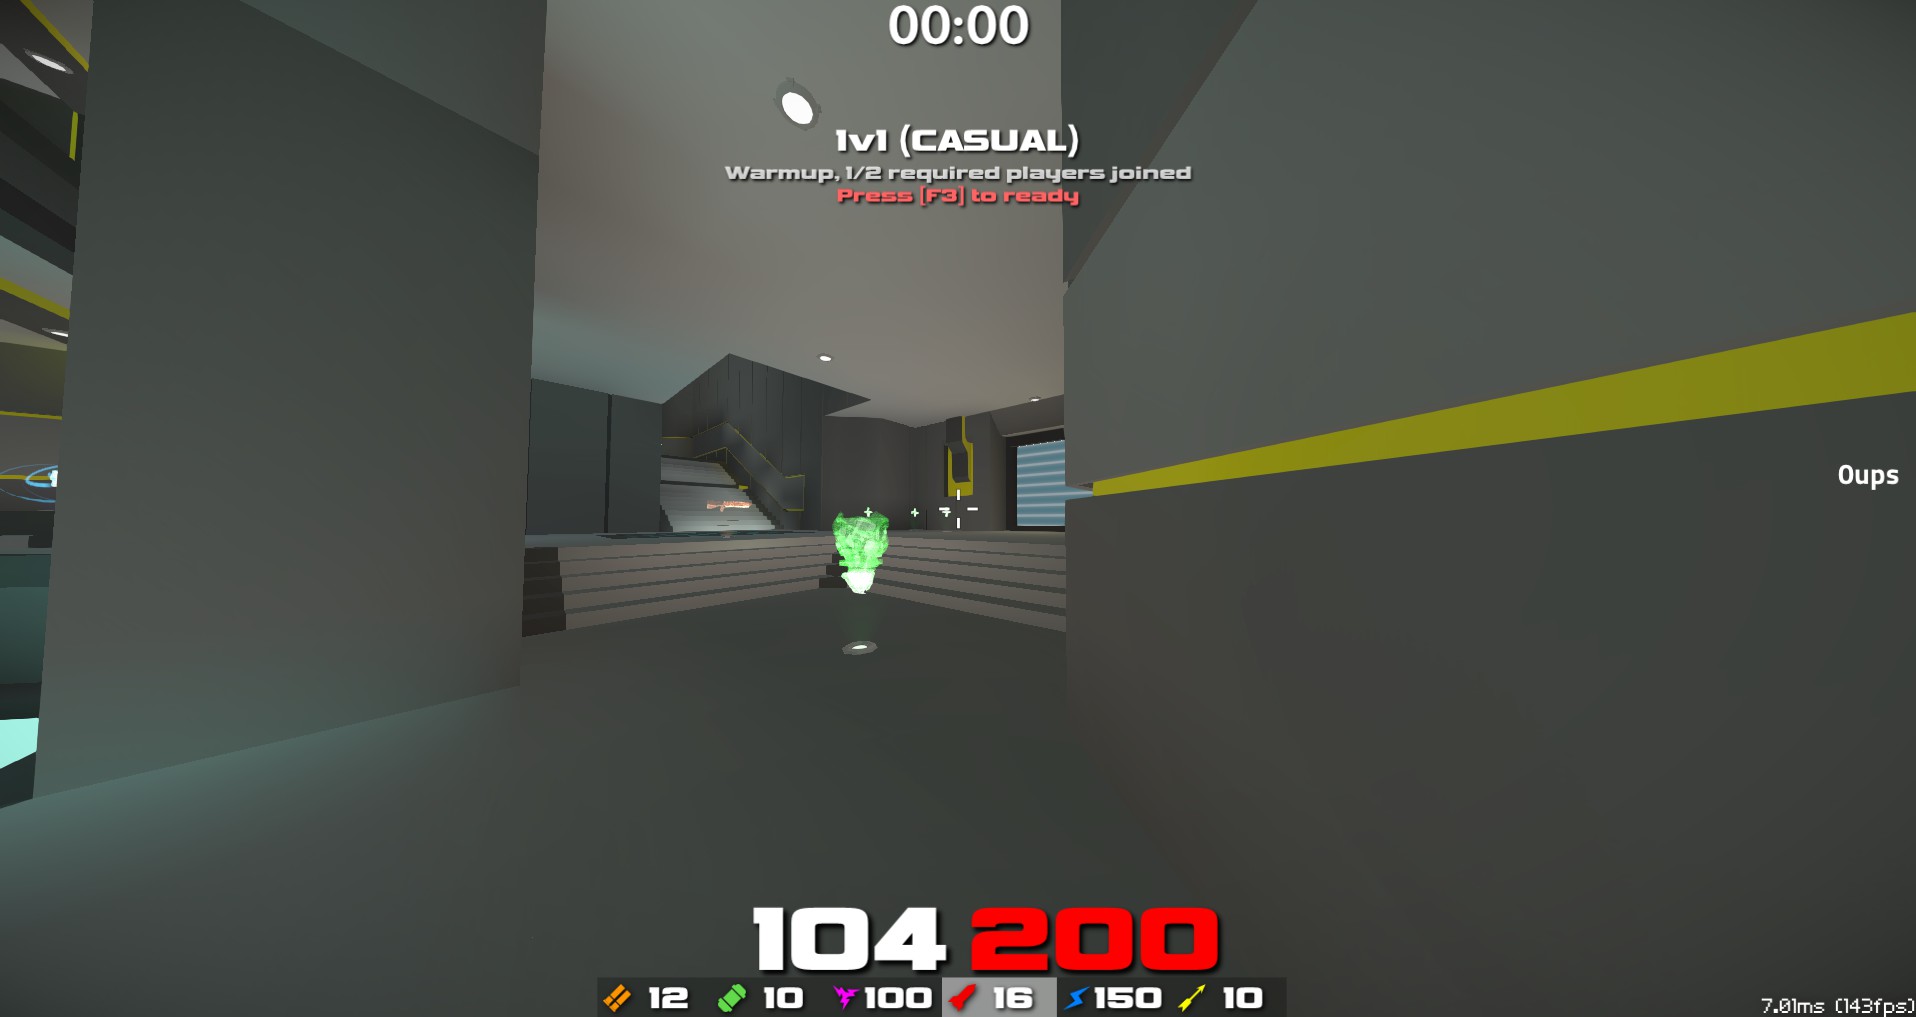 00:00
1v1 (CASUAL)
Warmup, 1/2 required players joined
Press [F3] to ready
Oups
104 200
12 10 100 16 150 10
7.01ms (143fps)